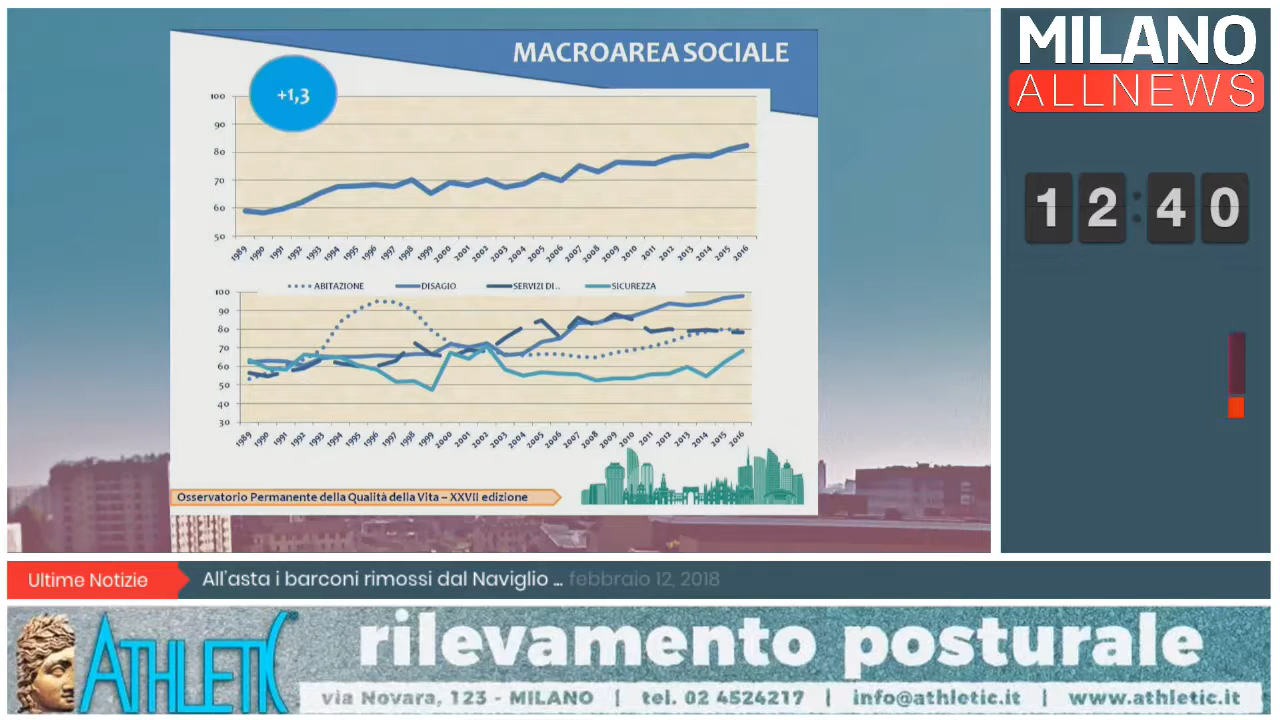 MACROAREA SOCIALE
+1,3
100
90
80
70
60
50
1989 1990 1991 1992 1993 1994 1995 1996 1997 1998 1999 2000 2001 2002 2003 2004 2005 2006 2007 2008 2009 2010 2011 2012 2013 2014 2015 2016
ABITAZIONE DISAGIO SERVIZI DI.. SICUREZZA
100
90
80
70
60
50
40
30
1989 1990 1991 1992 1993 1994 1995 1996 1997 1998 1999 2000 2001 2002 2003 2004 2005 2006 2007 2008 2009 2010 2011 2012 2013 2014 2015 2016
Osservatorio Permanente della Qualità della Vita – XXVII edizione
MILANO
ALLNEWS
12:40
Ultime Notizie
All'asta i barconi rimossi dal Naviglio ... febbraio 12, 2018
ATHLETIC
rilevamento posturale
via Novara, 123 - MILANO | tel. 02 4524217 | info@athletic.it | www.athletic.it